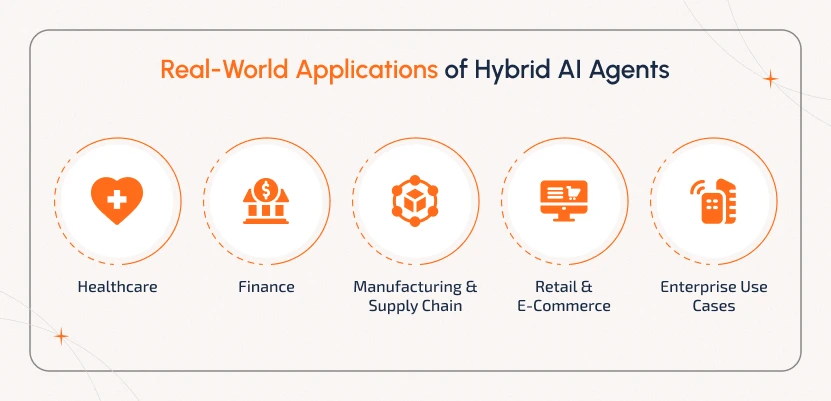 Real-World Applications of Hybrid AI Agents
Healthcare
Finance
Manufacturing &
Supply Chain
Retail &
E-Commerce
Enterprise Use
Cases